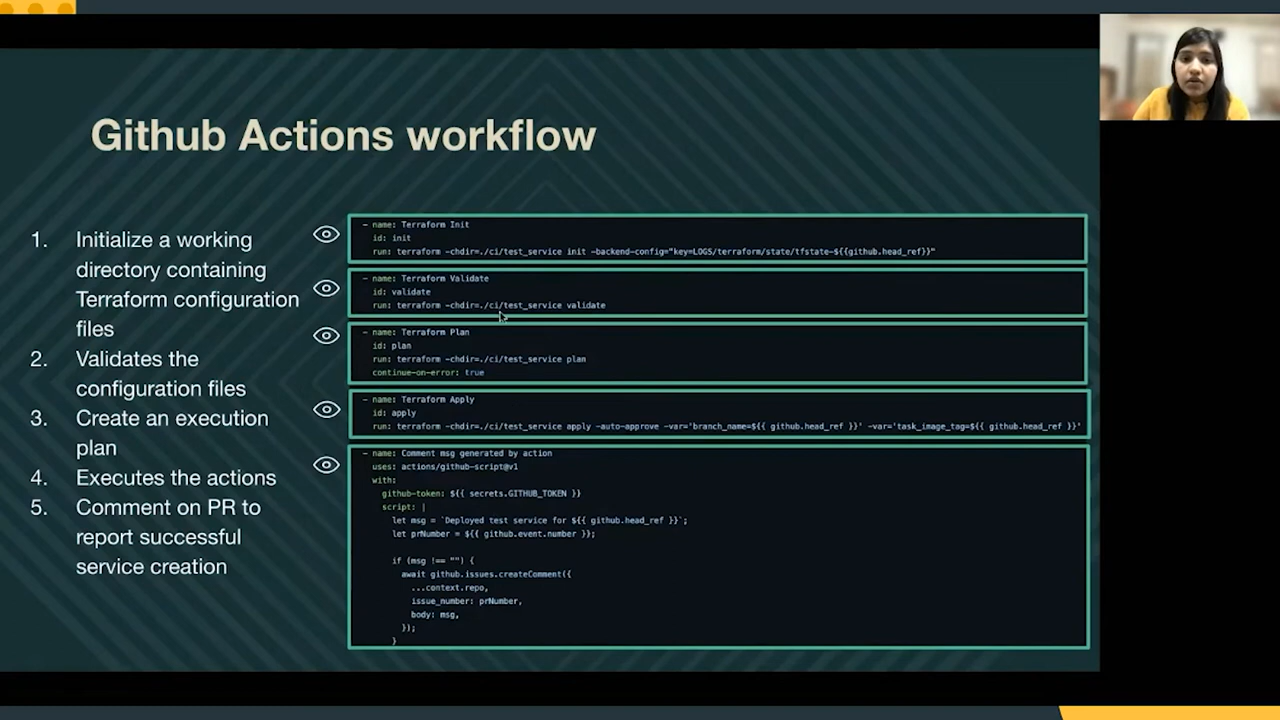 Github Actions workflow
1. Initialize a working
directory containing
Terraform configuration
files
2. Validates the
configuration files
3. Create an execution
plan
4. Executes the actions
5. Comment on PR to
report successful
service creation
- name: Terraform Init
id: init
run: terraform -chdir=./ci/test_service init -backend-config="key=LOGS/terraform/state/tfstate-${{github.head_ref}}"
- name: Terraform Validate
id: validate
run: terraform -chdir=./ci/test_service validate
- name: Terraform Plan
id: plan
run: terraform -chdir=./ci/test_service plan
continue-on-error: true
- name: Terraform Apply
id: apply
run: terraform -chdir=./ci/test_service apply -auto-approve -var='branch_name=${{ github.head_ref }}' -var='task_image_tag=${{ github.head_ref }}'
- name: Comment msg generated by action
uses: actions/github-script@v1
with:
github-token: ${{ secrets.GITHUB_TOKEN }}
script: |
let msg = `Deployed test service for ${{ github.head_ref }}`;
let prNumber = ${{ github.event.number }};
if (msg !== "") {
await github.issues.createComment({
...context.repo,
issue_number: prNumber,
body: msg,
});
}